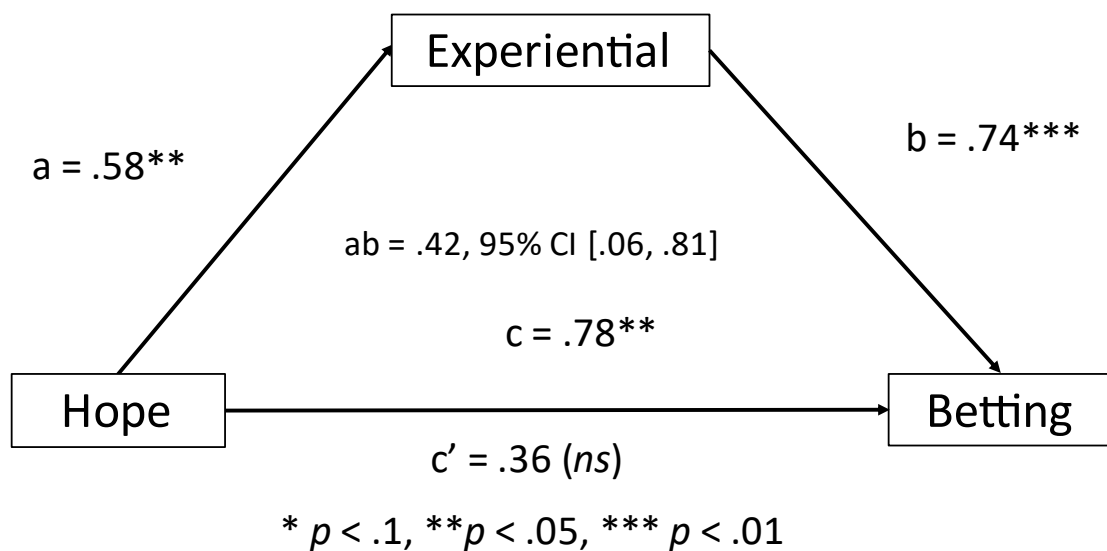 Experiential
a = .58**
b = .74***
ab = .42, 95% CI [.06, .81]
c = .78**
Hope
Betting
c’ = .36 (ns)
* p < .1, **p < .05, *** p < .01